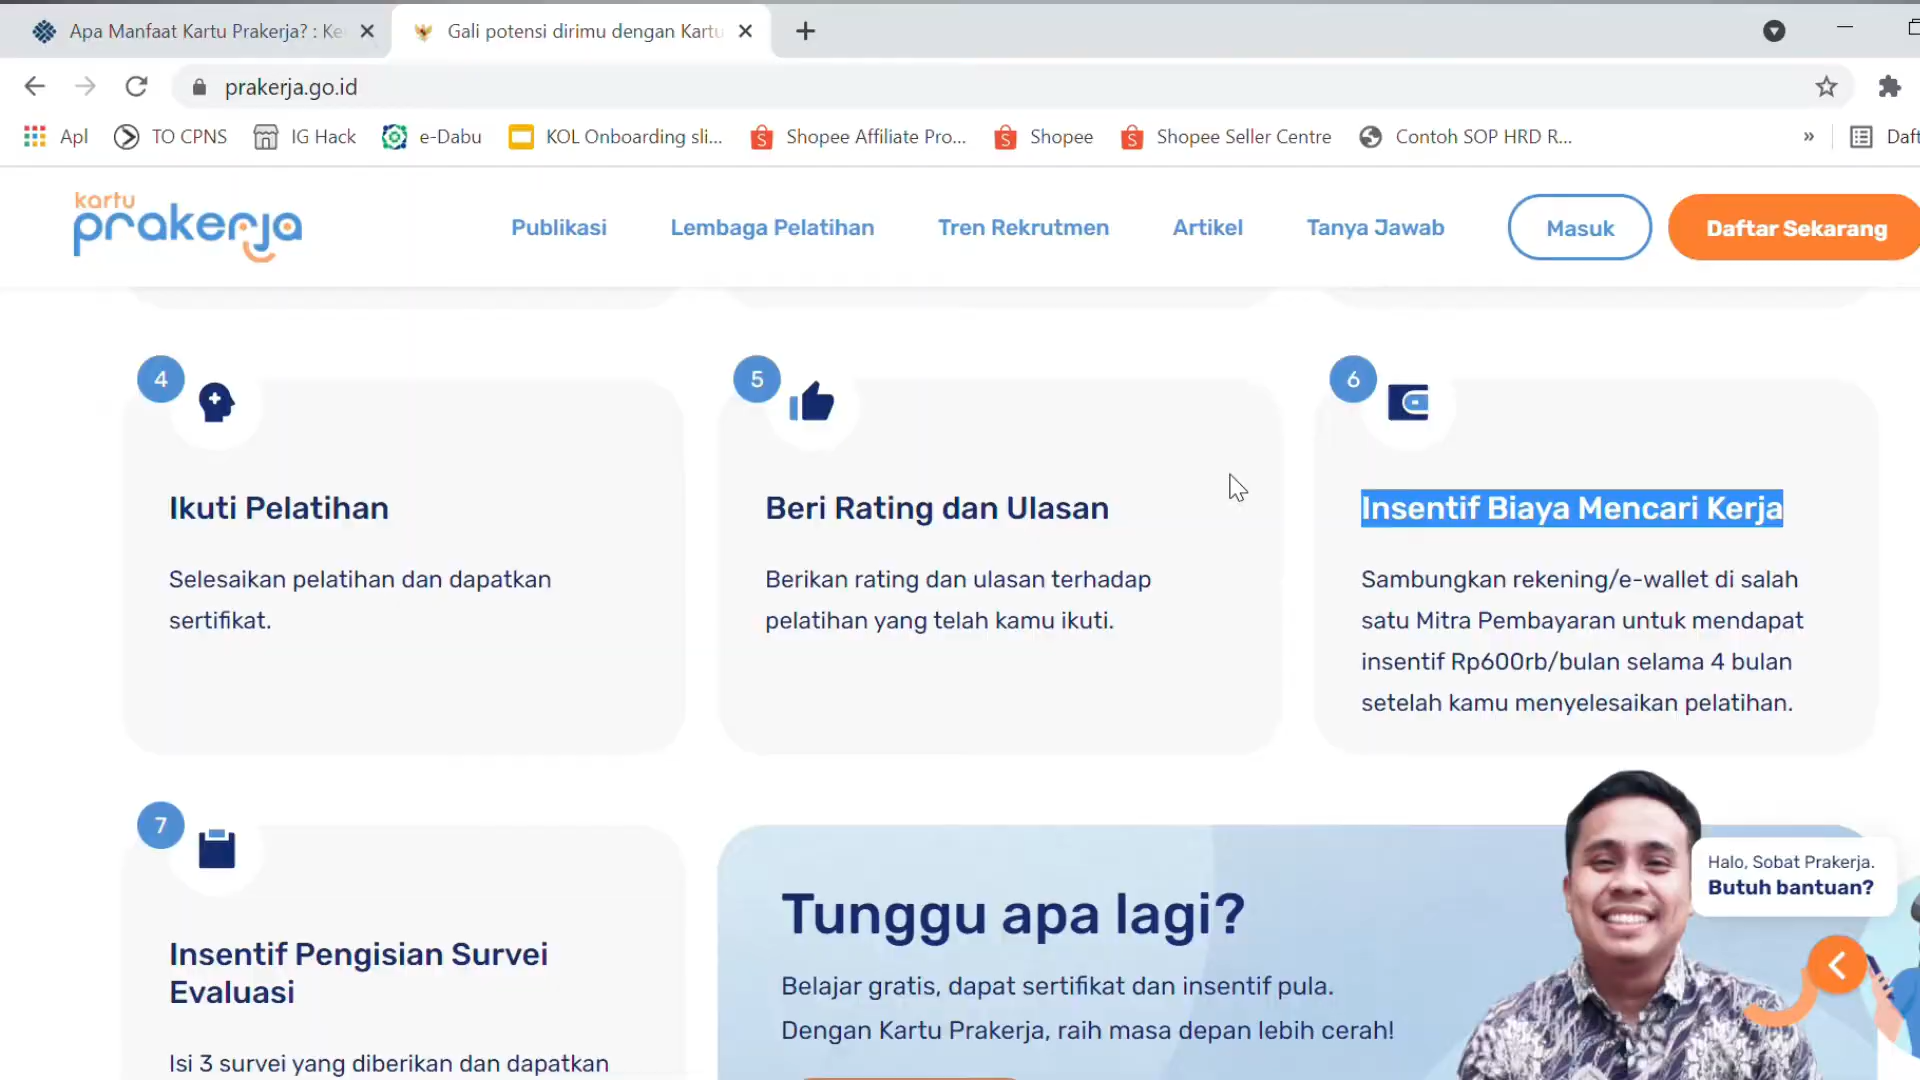 Apa Manfaat Kartu Prakerja? : Ke
Gali potensi dirimu dengan Kartu
prakerja.go.id
Apl
TO CPNS
IG Hack
e-Dabu
KOL Onboarding sli...
Shopee Affiliate Pro...
Shopee
Shopee Seller Centre
Contoh SOP HRD R...
»
Daft
kartu
prakerja
Publikasi
Lembaga Pelatihan
Tren Rekrutmen
Artikel
Tanya Jawab
Masuk
Daftar Sekarang
4
Ikuti Pelatihan
Selesaikan pelatihan dan dapatkan
sertifikat.
5
Beri Rating dan Ulasan
Berikan rating dan ulasan terhadap
pelatihan yang telah kamu ikuti.
6
Insentif Biaya Mencari Kerja
Sambungkan rekening/e-wallet di salah
satu Mitra Pembayaran untuk mendapat
insentif Rp600rb/bulan selama 4 bulan
setelah kamu menyelesaikan pelatihan.
7
Insentif Pengisian Survei
Evaluasi
Isi 3 survei yang diberikan dan dapatkan
Tunggu apa lagi?
Belajar gratis, dapat sertifikat dan insentif pula.
Dengan Kartu Prakerja, raih masa depan lebih cerah!
Halo, Sobat Prakerja.
Butuh bantuan?